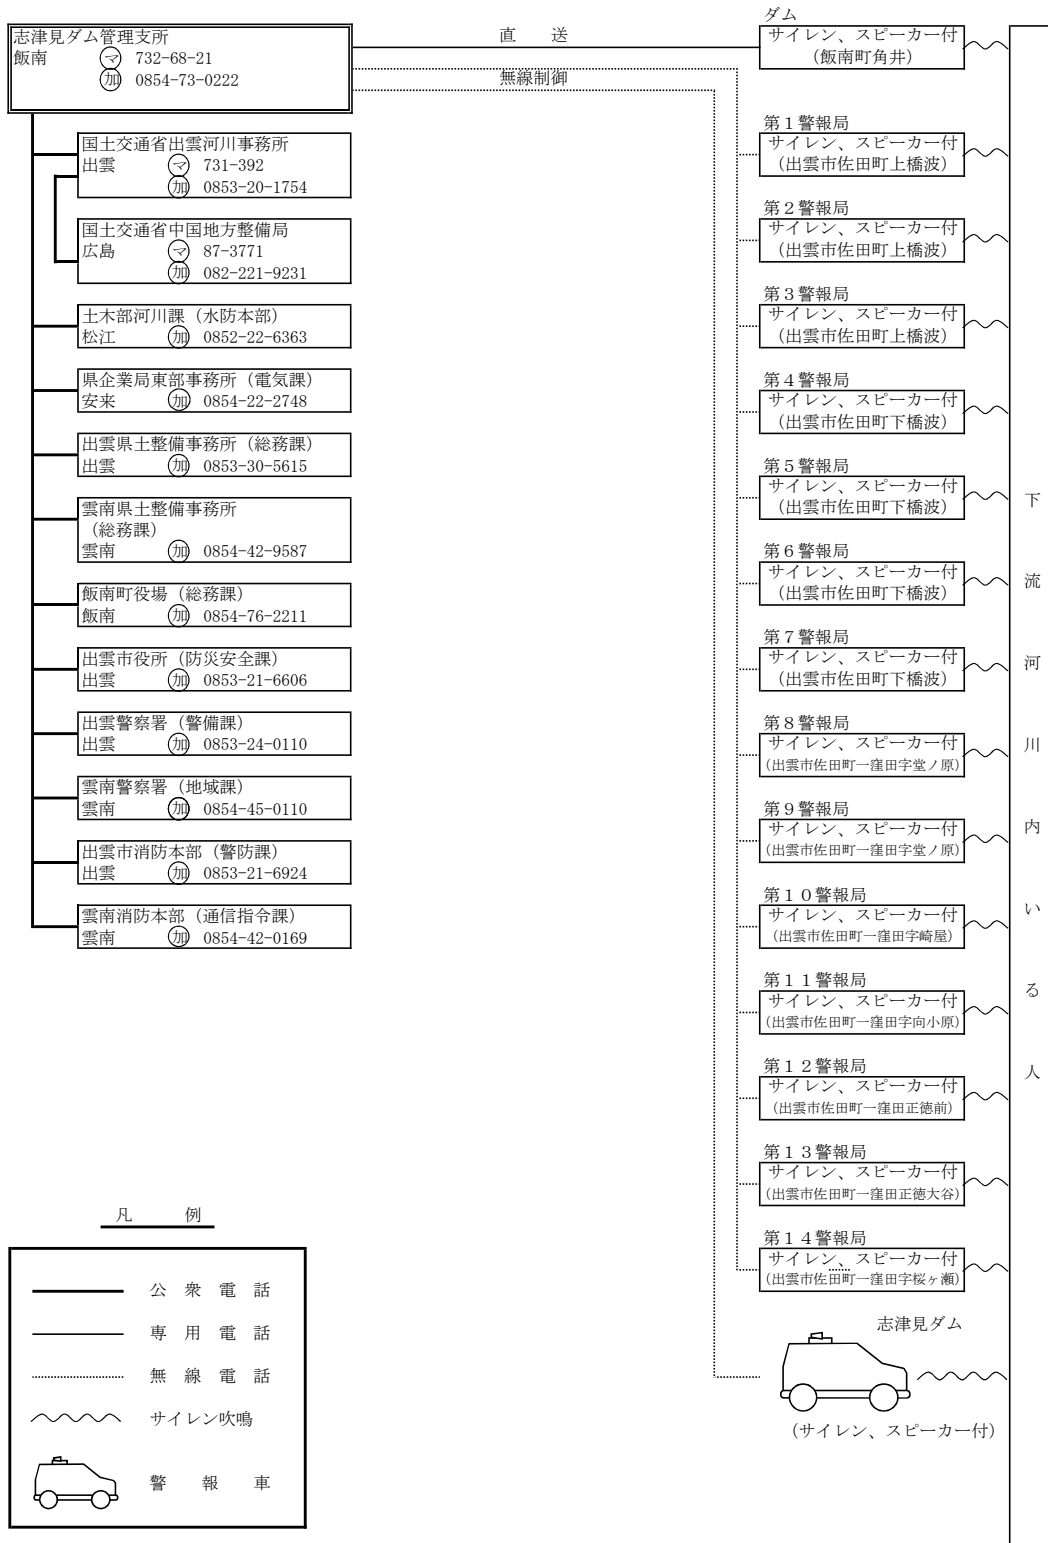 志津見ダム管理支所
飯南　㋮ 732-68-21
㋕ 0854-73-0222
国土交通省出雲河川事務所
出雲　㋮ 731-392
加 0853-20-1754
国土交通省中国地方整備局
広島　㋮ 87-3771
加 082-221-9231
土木部河川課（水防本部）
松江　加 0852-22-6363
県企業局東部事務所（電気課）
安来　加 0854-22-2748
出雲県土整備事務所（総務課）
出雲　加 0853-30-5615
雲南県土整備事務所
（総務課）
雲南　加 0854-42-9587
飯南町役場（総務課）
飯南　加 0854-76-2211
出雲市役所（防災安全課）
出雲　加 0853-21-6606
出雲警察署（警備課）
出雲　加 0853-24-0110
雲南警察署（地域課）
雲南　加 0854-45-0110
出雲市消防本部（警防課）
出雲　加 0853-21-6924
雲南消防本部（通信指令課）
雲南　加 0854-42-0169
直　送
無線制御
ダム
サイレン、スピーカー付
（飯南町角井）
第１警報局
サイレン、スピーカー付
（出雲市佐田町上橋波）
第２警報局
サイレン、スピーカー付
（出雲市佐田町上橋波）
第３警報局
サイレン、スピーカー付
（出雲市佐田町上橋波）
第４警報局
サイレン、スピーカー付
（出雲市佐田町下橋波）
第５警報局
サイレン、スピーカー付
（出雲市佐田町下橋波）
第６警報局
サイレン、スピーカー付
（出雲市佐田町下橋波）
第７警報局
サイレン、スピーカー付
（出雲市佐田町下橋波）
第８警報局
サイレン、スピーカー付
（出雲市佐田町一窪田字堂ノ原）
第９警報局
サイレン、スピーカー付
（出雲市佐田町一窪田字堂ノ原）
第１０警報局
サイレン、スピーカー付
（出雲市佐田町一窪田字崎屋）
第１１警報局
サイレン、スピーカー付
（出雲市佐田町一窪田字向小原）
第１２警報局
サイレン、スピーカー付
（出雲市佐田町一窪田正徳前）
第１３警報局
サイレン、スピーカー付
（出雲市佐田町一窪田正徳大谷）
第１４警報局
サイレン、スピーカー付
（出雲市佐田町一窪田字桜ヶ瀬）
志津見ダム
（サイレン、スピーカー付）
下流河川内いる人
凡　例
公衆電話
専用電話
無線電話
サイレン吹鳴
警報車